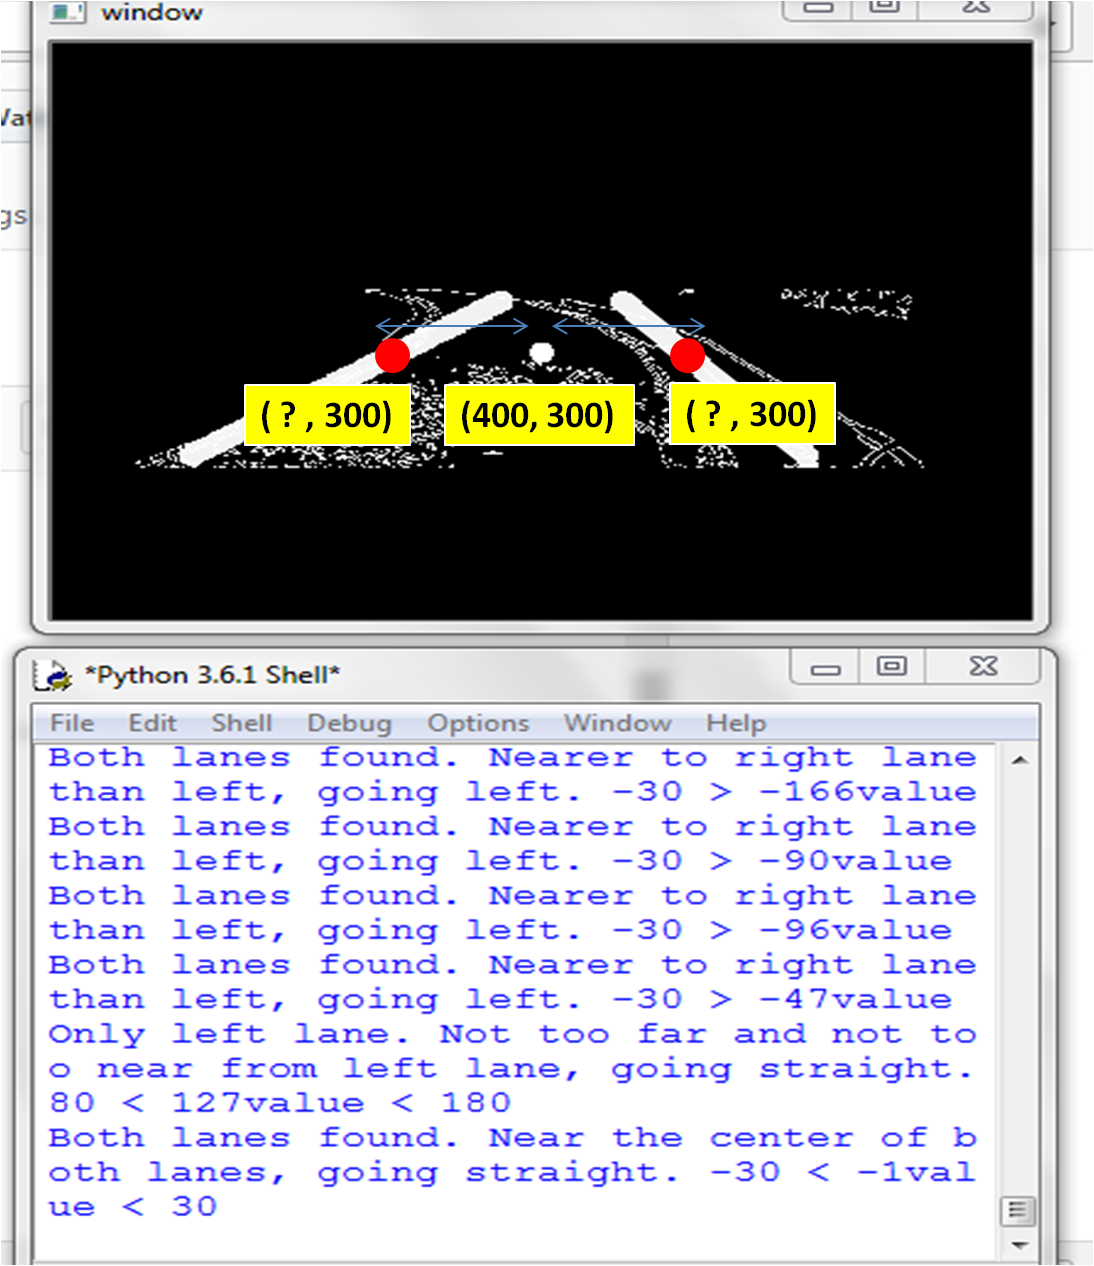 window
gs
( ? , 300)
(400, 300)
( ? , 300)
*Python 3.6.1 Shell*
File Edit Shell Debug Options Window Help
Both lanes found. Nearer to right lane
than left, going left. -30 > -166value
Both lanes found. Nearer to right lane
than left, going left. -30 > -90value
Both lanes found. Nearer to right lane
than left, going left. -30 > -96value
Both lanes found. Nearer to right lane
than left, going left. -30 > -47value
Only left lane. Not too far and not to
o near from left lane, going straight.
80 < 127value < 180
Both lanes found. Near the center of b
oth lanes, going straight. -30 < -1val
ue < 30